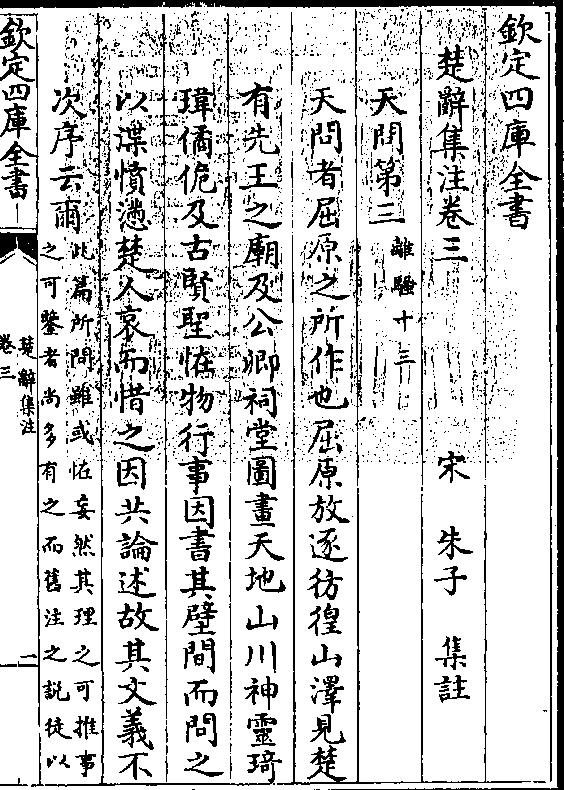 欽定四庫全書
楚辭集注卷三
宋 朱子 集註
天問第三 離騷十三
天問者屈原之所作也屈原放逐彷徨山澤見楚
有先王之廟及公卿祠堂圖畫天地山川神靈琦
瑋僪佹及古賢聖恠物行事因書其壁間而問之
以渫憤懣楚人哀而惜之因共論述故其文義不
次序云爾
此篇所問雖或恠妄然其理之可推事
之可鑒者尚多有之而舊注之説徒以
欽定四庫全書
楚辭集注
卷三
一